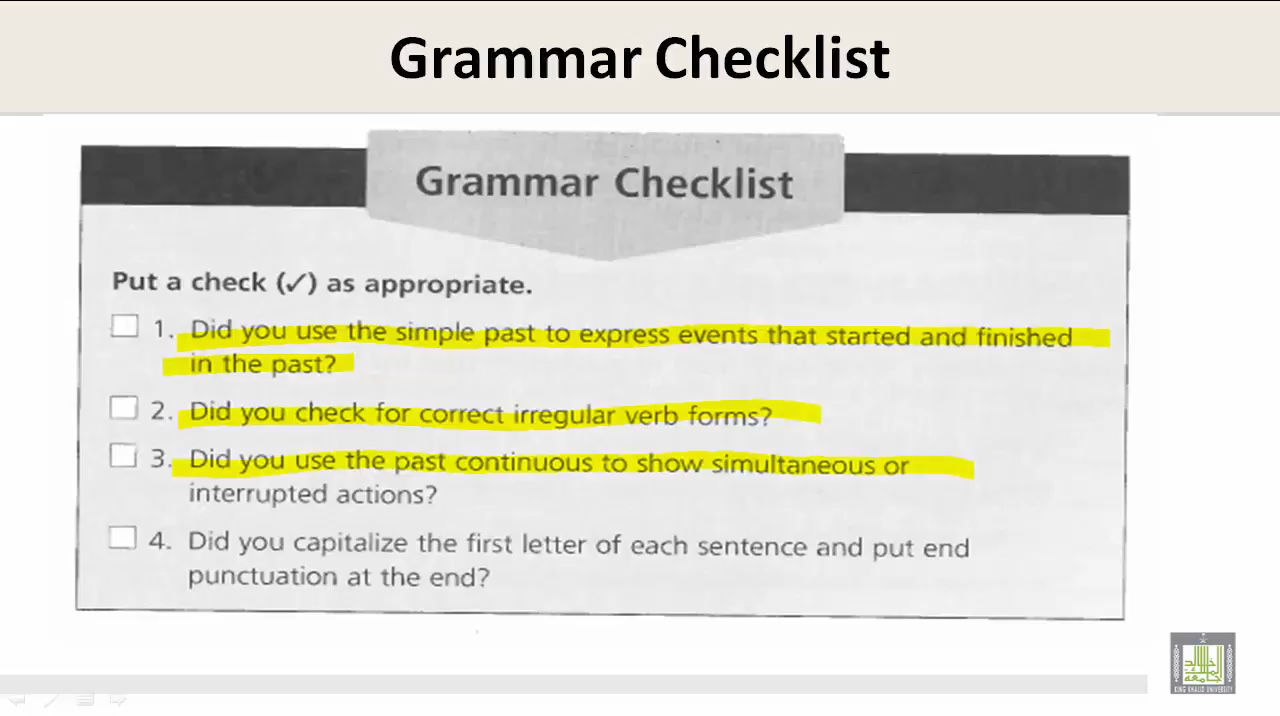 Grammar Checklist
Grammar Checklist
Put a check (✓) as appropriate.
1. Did you use the simple past to express events that started and finished
in the past?
2. Did you check for correct irregular verb forms?
3. Did you use the past continuous to show simultaneous or
interrupted actions?
4. Did you capitalize the first letter of each sentence and put end
punctuation at the end?
KING KHALID UNIVERSITY